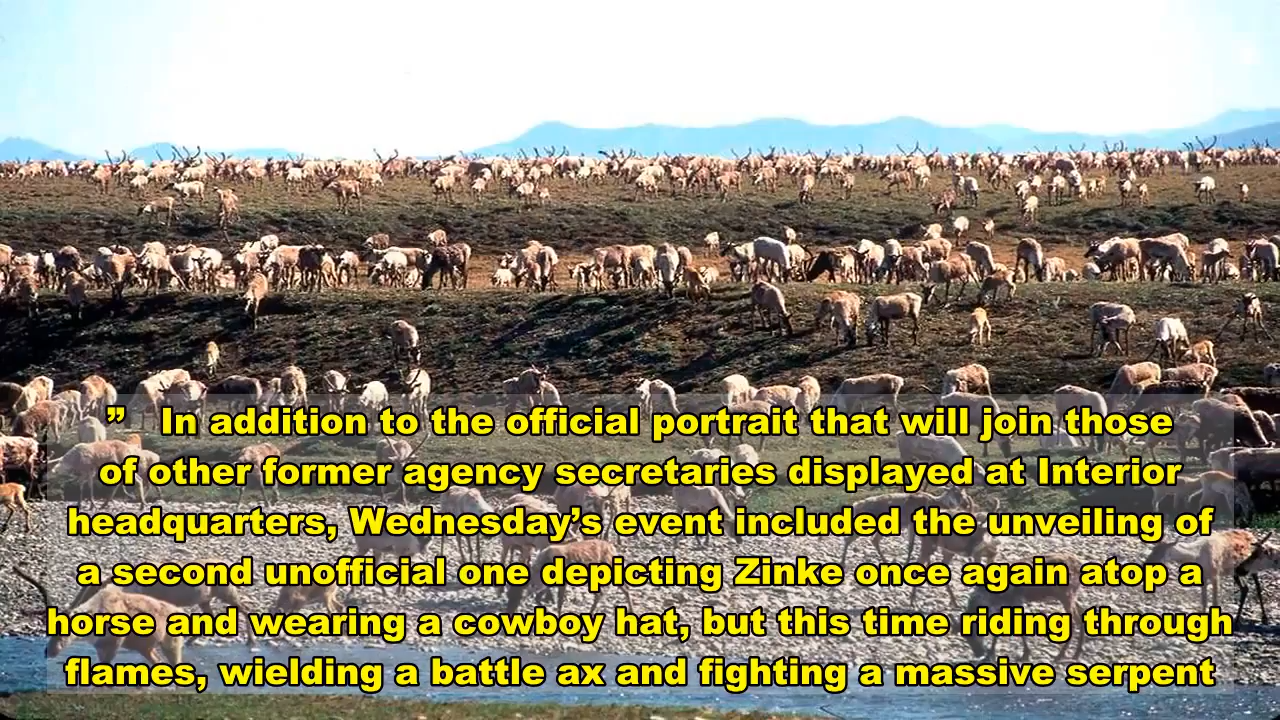 ” In addition to the official portrait that will join those
of other former agency secretaries displayed at Interior
headquarters, Wednesday’s event included the unveiling of
a second unofficial one depicting Zinke once again atop a
horse and wearing a cowboy hat, but this time riding through
flames, wielding a battle ax and fighting a massive serpent